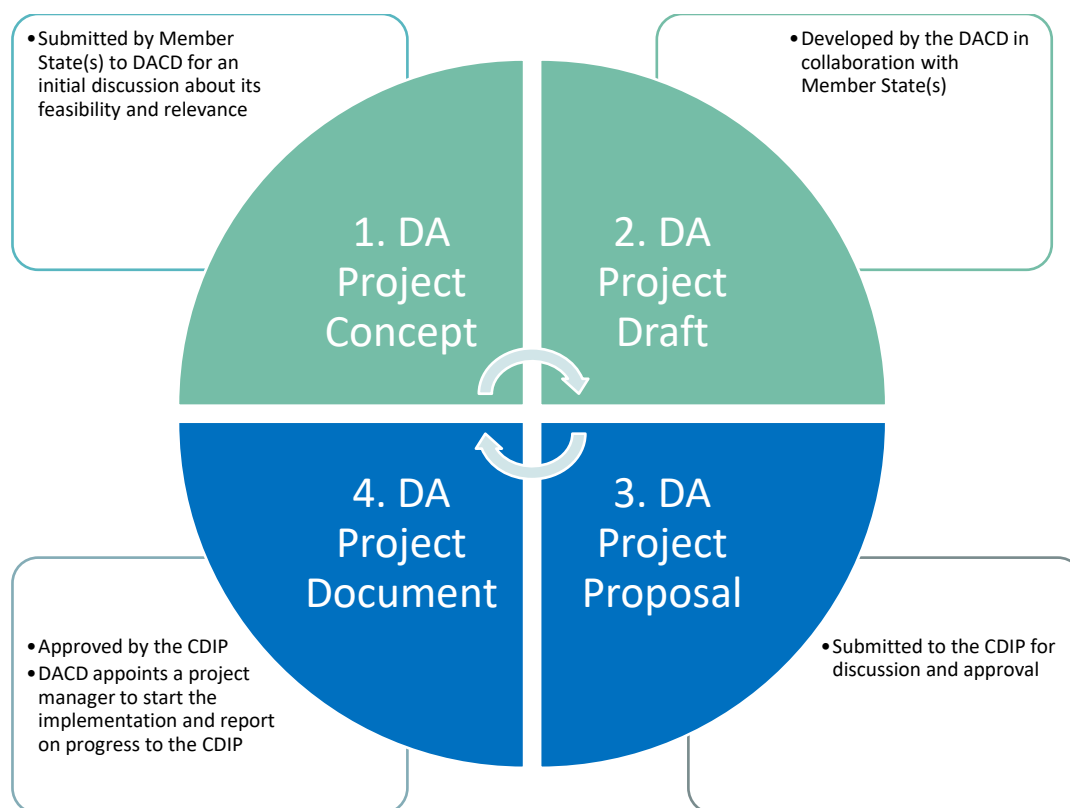 •Submitted by Member
State(s) to DACD for an
initial discussion about its
feasibility and relevance
•Developed by the DACD in
collaboration with
Member State(s)
1. DA
Project
Concept
2. DA
Project
Draft
4. DA
Project
Document
3. DA
Project
Proposal
•Approved by the CDIP
•DACD appoints a project
manager to start the
implementation and report
on progress to the CDIP
•Submitted to the CDIP for
discussion and approval